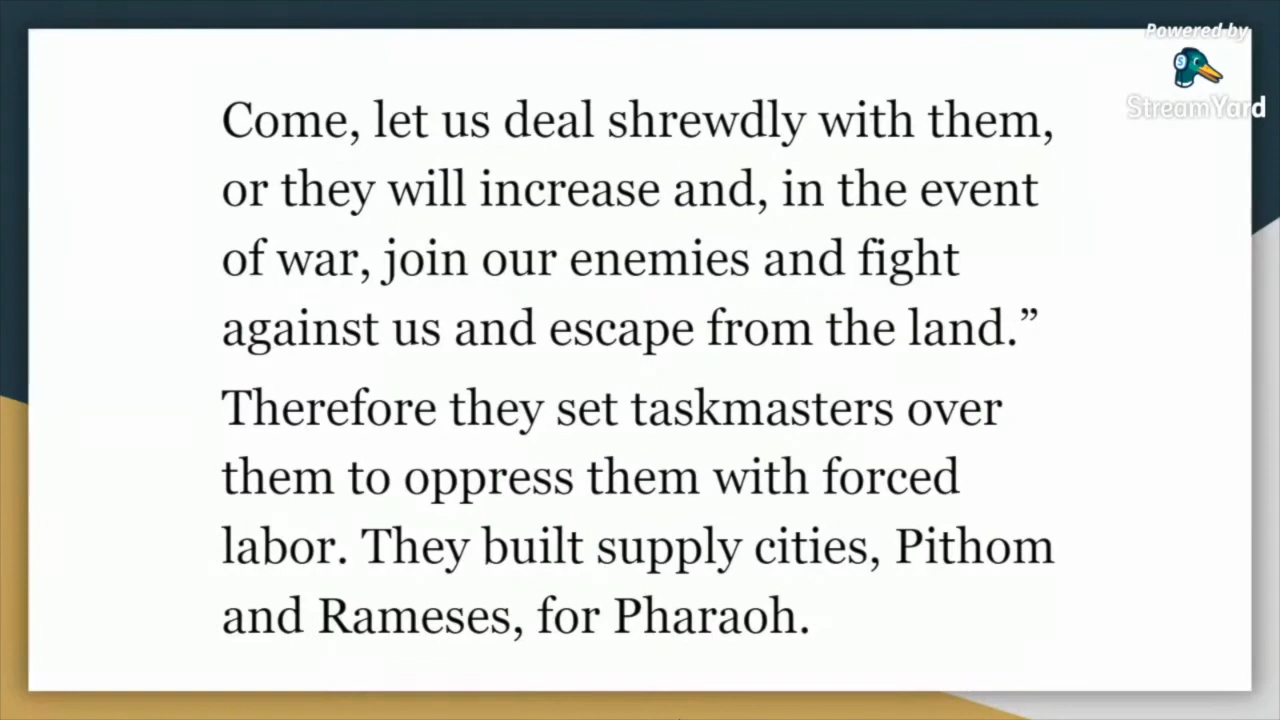 Powered by
StreamYard
Come, let us deal shrewdly with them,
or they will increase and, in the event
of war, join our enemies and fight
against us and escape from the land.”
Therefore they set taskmasters over
them to oppress them with forced
labor. They built supply cities, Pithom
and Rameses, for Pharaoh.